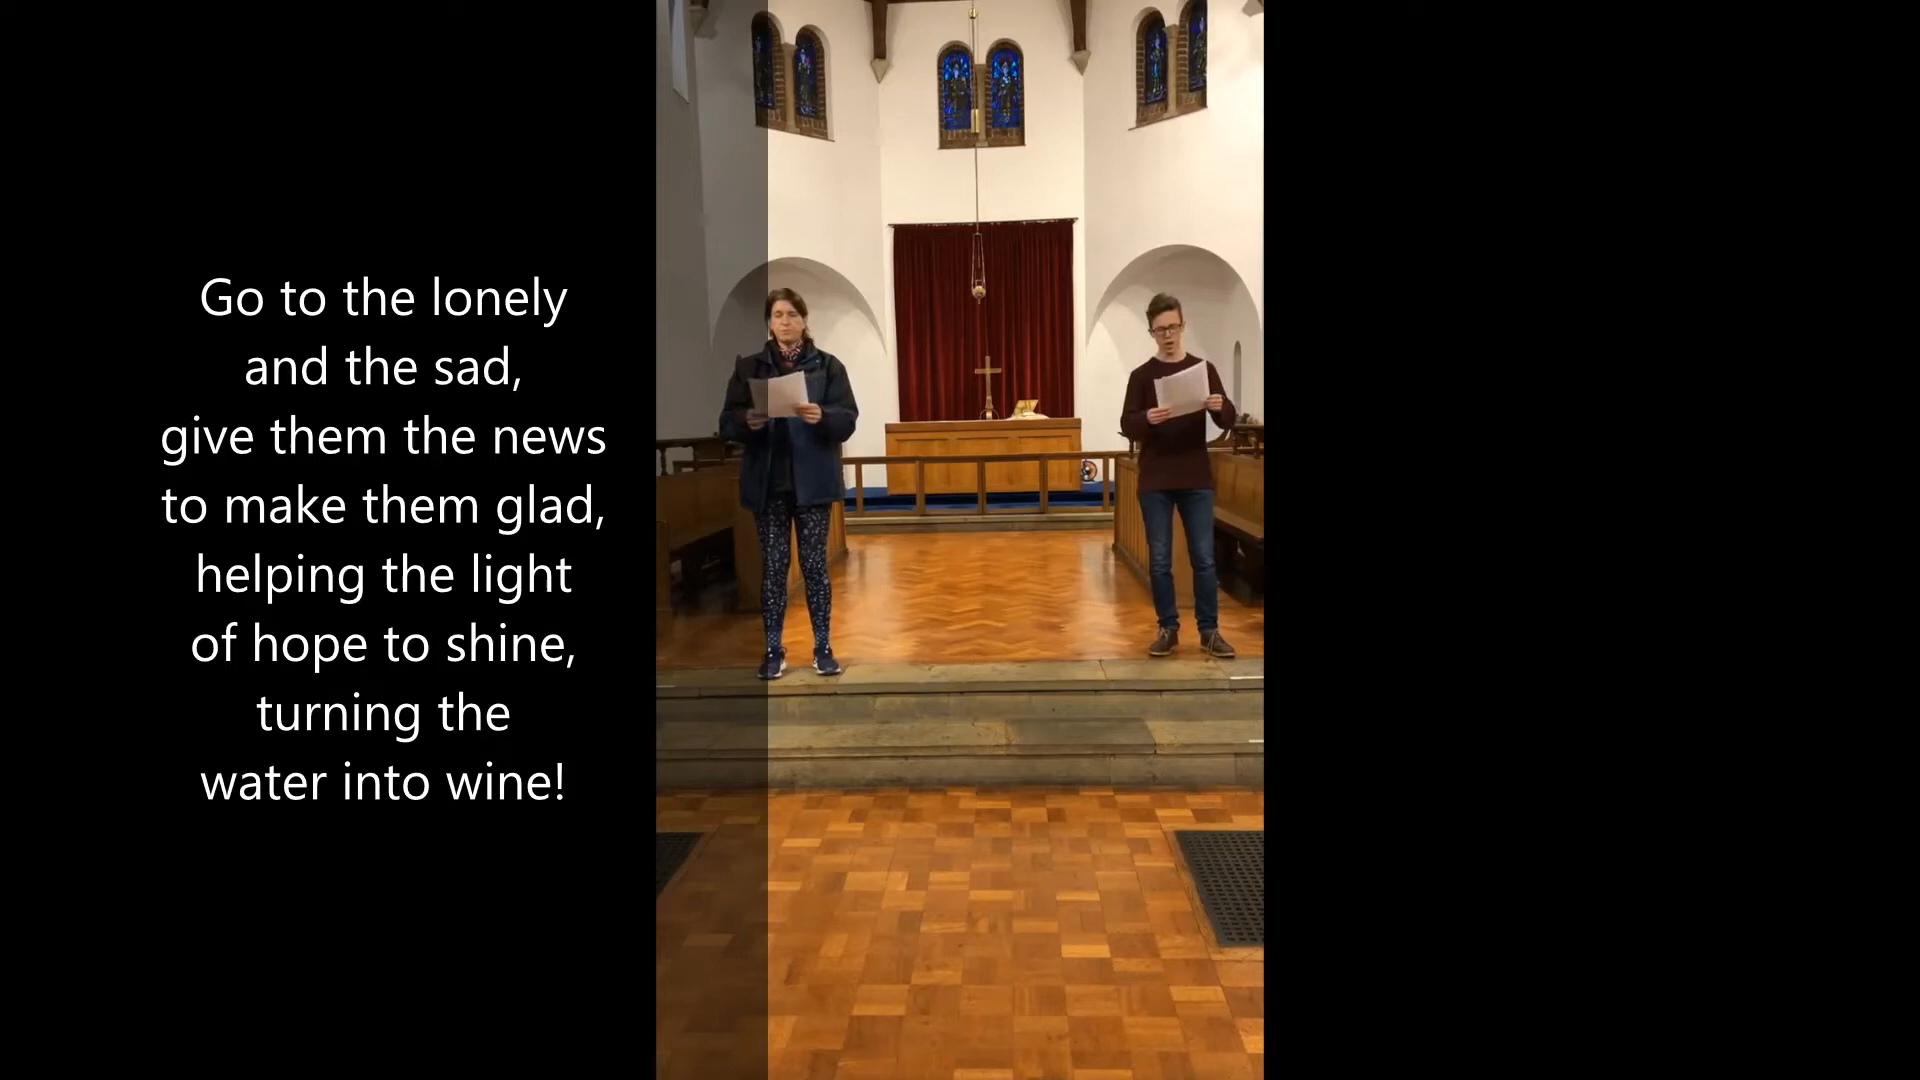 Go to the lonely
and the sad,
give them the news
to make them glad,
helping the light
of hope to shine,
turning the
water into wine!